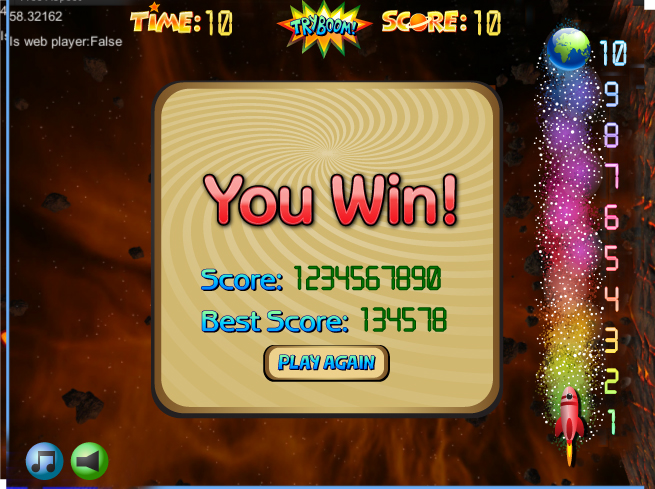 58.32162
Is web player:False
TIME: 10
TRYBOOM!
SCORE: 10
You Win!
Score: 1234567890
Best Score: 134578
PLAY AGAIN
10
9
8
7
6
5
4
3
2
1